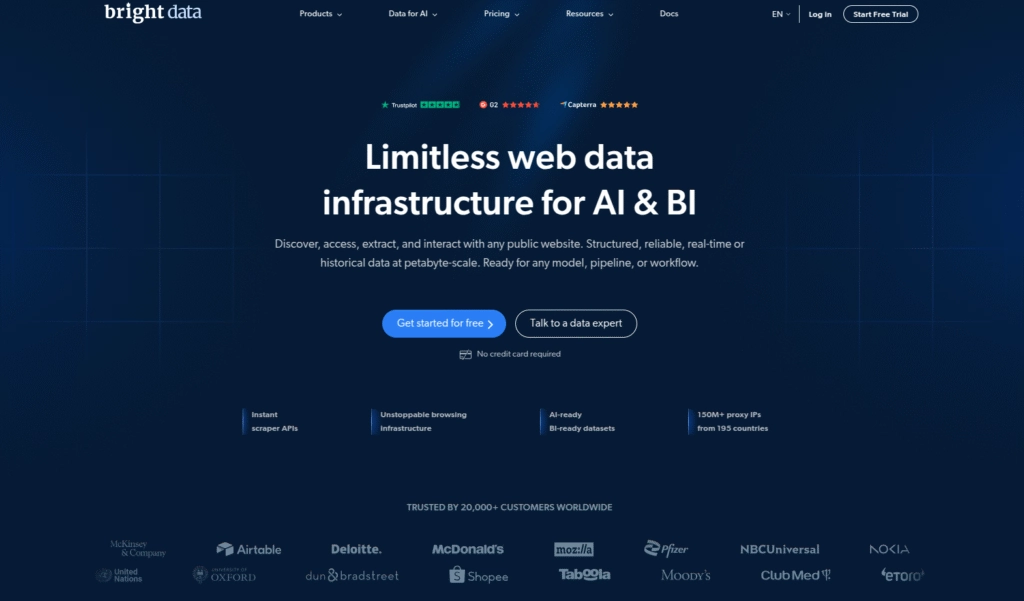 bright data
Products
Data for AI
Pricing
Resources
Docs
EN
Log in
Start Free Trial
Trustpilot
G2
Capterra
Limitless web data
infrastructure for AI & BI
Discover, access, extract, and interact with any public website. Structured, reliable, real-time or
historical data at petabyte-scale. Ready for any model, pipeline, or workflow.
Get started for free
Talk to a data expert
No credit card required
Instant
scraper APIs
Unstoppable browsing
infrastructure
AI-ready
BI-ready datasets
150M+ proxy IPs
from 195 countries
TRUSTED BY 20,000+ CUSTOMERS WORLDWIDE
McKinsey
& Company
Airtable
Deloitte.
McDonald's
moz://a
Pfizer
NBCUniversal
NOKIA
United
Nations
UNIVERSITY OF
OXFORD
dun & bradstreet
Shopee
Taboola
MOODY'S
Club Med
eToro